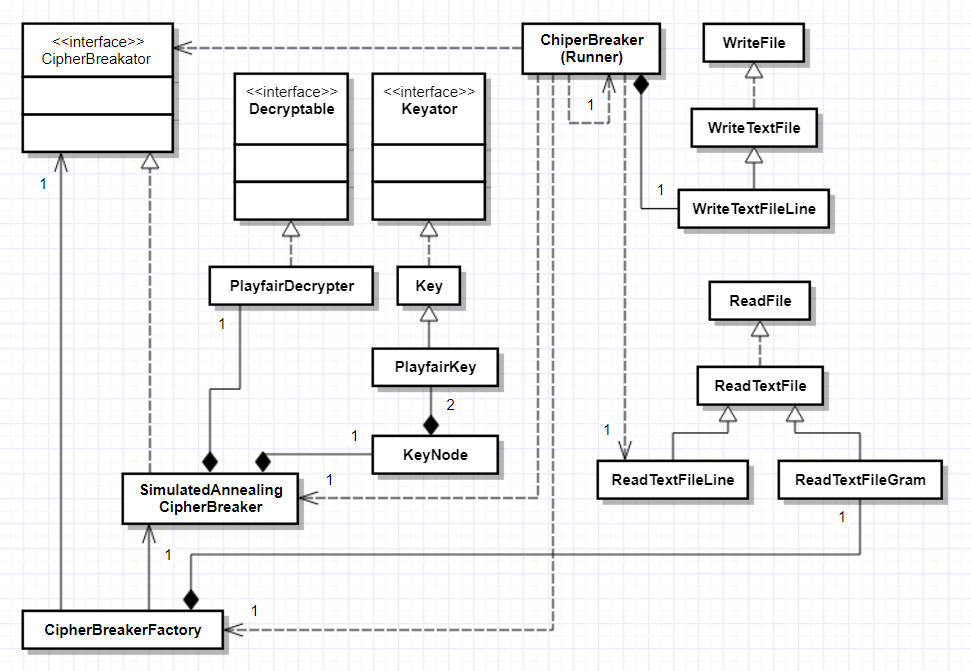 <<interface>>
CipherBreakator
ChiperBreaker
(Runner)
WriteFile
<<interface>>
Decryptable
<<interface>>
Keyator
1
WriteTextFile
1
1
WriteTextFileLine
PlayfairDecrypter
Key
ReadFile
1
PlayfairKey
ReadTextFile
2
1
1
KeyNode
ReadTextFileLine
ReadTextFileGram
1
SimulatedAnnealing
CipherBreaker
1
1
1
CipherBreakerFactory